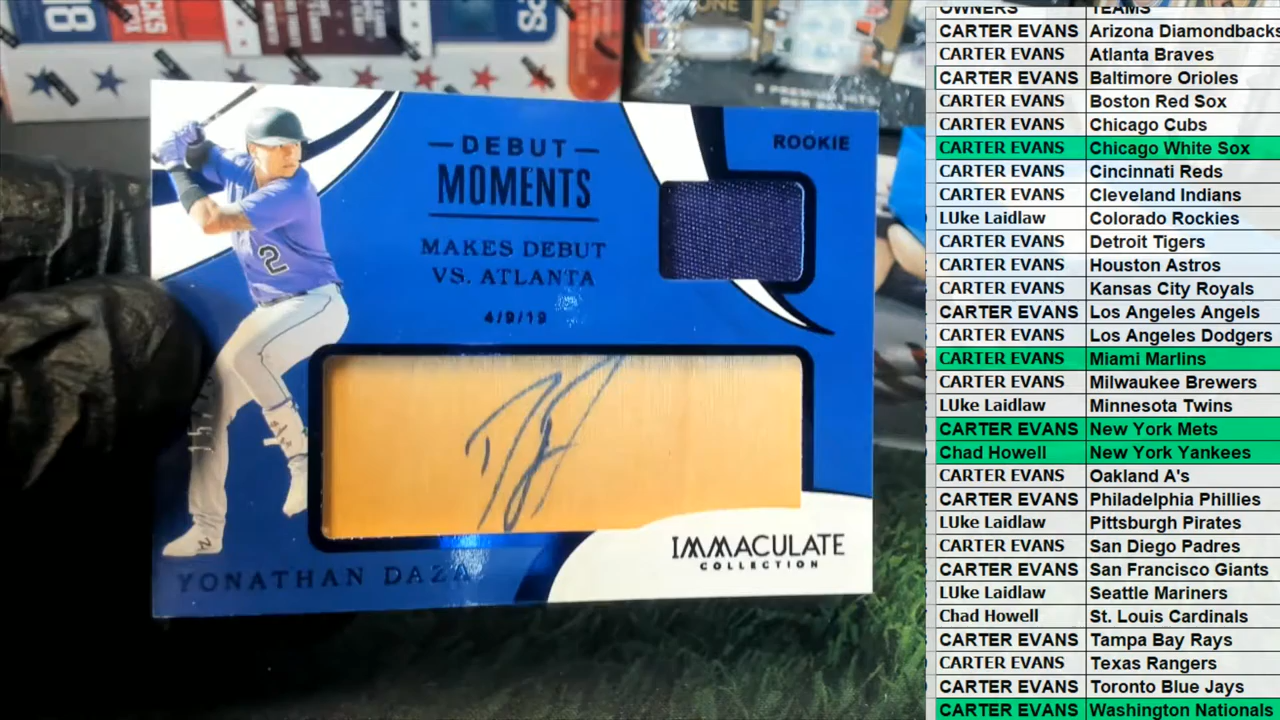 — DEBUT —
MOMENTS
MAKES DEBUT
VS. ATLANTA
4/9/19
ROOKIE
2
IMMACULATE
COLLECTION
YONATHAN DAZA
OWNERS TEAMS
CARTER EVANS Arizona Diamondbacks
CARTER EVANS Atlanta Braves
CARTER EVANS Baltimore Orioles
CARTER EVANS Boston Red Sox
CARTER EVANS Chicago Cubs
CARTER EVANS Chicago White Sox
CARTER EVANS Cincinnati Reds
CARTER EVANS Cleveland Indians
LUke Laidlaw Colorado Rockies
CARTER EVANS Detroit Tigers
CARTER EVANS Houston Astros
CARTER EVANS Kansas City Royals
CARTER EVANS Los Angeles Angels
CARTER EVANS Los Angeles Dodgers
CARTER EVANS Miami Marlins
CARTER EVANS Milwaukee Brewers
LUke Laidlaw Minnesota Twins
CARTER EVANS New York Mets
Chad Howell New York Yankees
CARTER EVANS Oakland A's
CARTER EVANS Philadelphia Phillies
LUke Laidlaw Pittsburgh Pirates
CARTER EVANS San Diego Padres
CARTER EVANS San Francisco Giants
LUke Laidlaw Seattle Mariners
Chad Howell St. Louis Cardinals
CARTER EVANS Tampa Bay Rays
CARTER EVANS Texas Rangers
CARTER EVANS Toronto Blue Jays
CARTER EVANS Washington Nationals